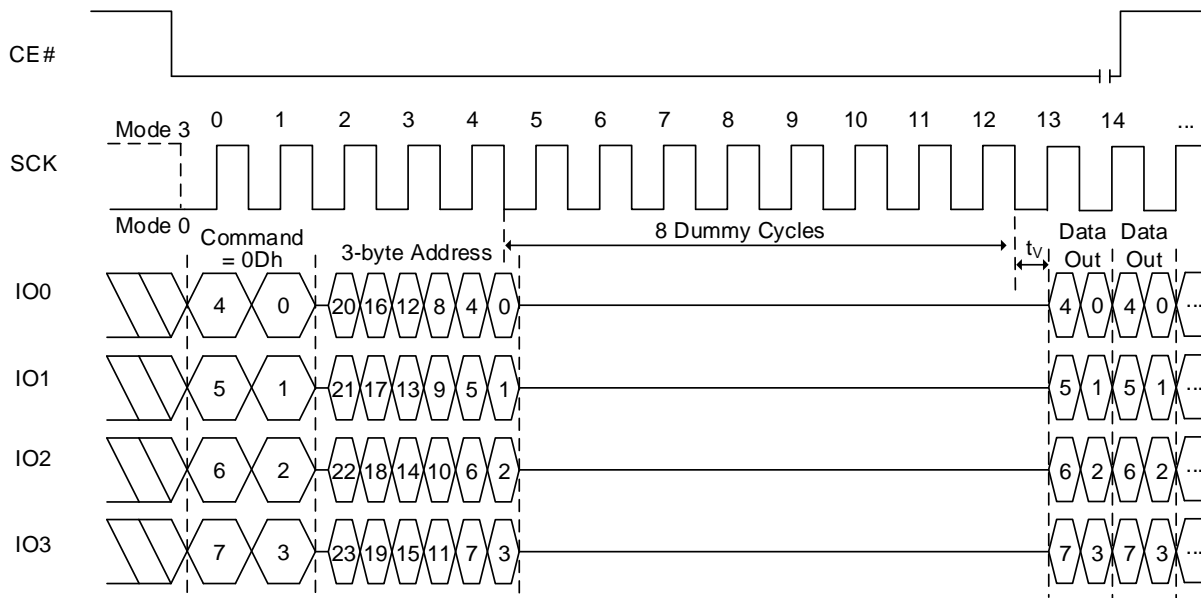 CE#
0 1 2 3 4 5 6 7 8 9 10 11 12 13 14 ...
Mode 3
SCK
Mode 0
Command
= 0Dh
3-byte Address
8 Dummy Cycles
tV
Data
Out
Data
Out
IO0 4 0 20 16 12 8 4 0 4 0 4 0 ...
IO1 5 1 21 17 13 9 5 1 5 1 5 1 ...
IO2 6 2 22 18 14 10 6 2 6 2 6 2 ...
IO3 7 3 23 19 15 11 7 3 7 3 7 3 ...